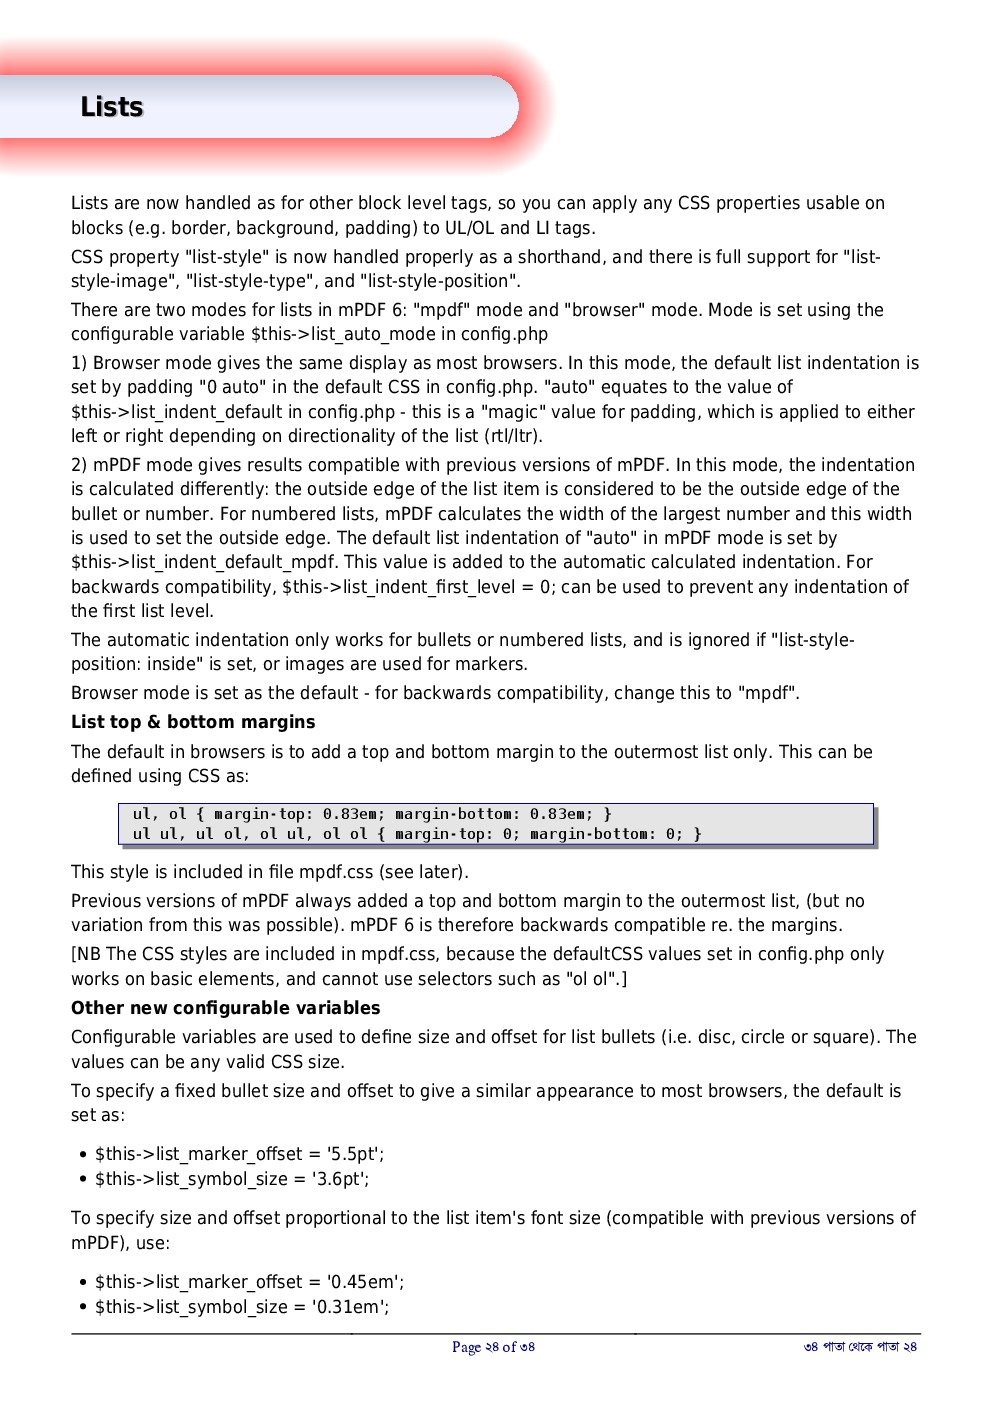 Lists
Lists are now handled as for other block level tags, so you can apply any CSS properties usable on
blocks (e.g. border, background, padding) to UL/OL and LI tags.
CSS property "list-style" is now handled properly as a shorthand, and there is full support for "list-
style-image", "list-style-type", and "list-style-position".
There are two modes for lists in mPDF 6: "mpdf" mode and "browser" mode. Mode is set using the
configurable variable $this->list_auto_mode in config.php
1) Browser mode gives the same display as most browsers. In this mode, the default list indentation is
set by padding "0 auto" in the default CSS in config.php. "auto" equates to the value of
$this->list_indent_default in config.php - this is a "magic" value for padding, which is applied to either
left or right depending on directionality of the list (rtl/ltr).
2) mPDF mode gives results compatible with previous versions of mPDF. In this mode, the indentation
is calculated differently: the outside edge of the list item is considered to be the outside edge of the
bullet or number. For numbered lists, mPDF calculates the width of the largest number and this width
is used to set the outside edge. The default list indentation of "auto" in mPDF mode is set by
$this->list_indent_default_mpdf. This value is added to the automatic calculated indentation. For
backwards compatibility, $this->list_indent_first_level = 0; can be used to prevent any indentation of
the first list level.
The automatic indentation only works for bullets or numbered lists, and is ignored if "list-style-
position: inside" is set, or images are used for markers.
Browser mode is set as the default - for backwards compatibility, change this to "mpdf".
List top & bottom margins
The default in browsers is to add a top and bottom margin to the outermost list only. This can be
defined using CSS as:
ul, ol { margin-top: 0.83em; margin-bottom: 0.83em; }
ul ul, ul ol, ol ul, ol ol { margin-top: 0; margin-bottom: 0; }
This style is included in file mpdf.css (see later).
Previous versions of mPDF always added a top and bottom margin to the outermost list, (but no
variation from this was possible). mPDF 6 is therefore backwards compatible re. the margins.
[NB The CSS styles are included in mpdf.css, because the defaultCSS values set in config.php only
works on basic elements, and cannot use selectors such as "ol ol".]
Other new configurable variables
Configurable variables are used to define size and offset for list bullets (i.e. disc, circle or square). The
values can be any valid CSS size.
To specify a fixed bullet size and offset to give a similar appearance to most browsers, the default is
set as:
• $this->list_marker_offset = '5.5pt';
• $this->list_symbol_size = '3.6pt';
To specify size and offset proportional to the list item's font size (compatible with previous versions of
mPDF), use:
• $this->list_marker_offset = '0.45em';
• $this->list_symbol_size = '0.31em';
Page ২৪ of ৩৪
৩৪ পাতা থেকে পাতা ২৪